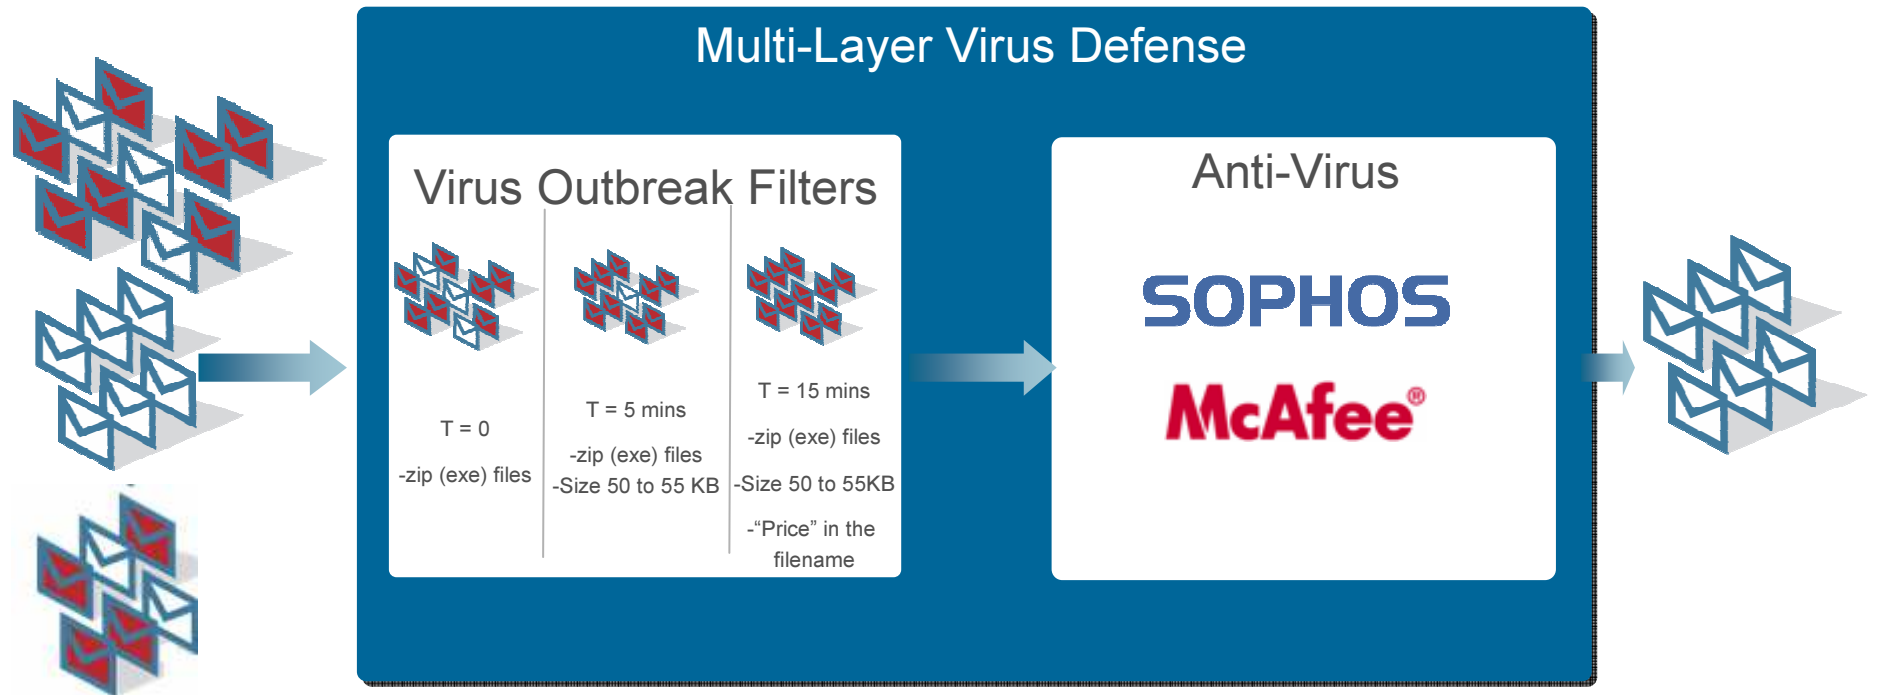 Multi-Layer Virus Defense
Virus Outbreak Filters
T = 0
-zip (exe) files
T = 5 mins
-zip (exe) files
-Size 50 to 55 KB
T = 15 mins
-zip (exe) files
-Size 50 to 55KB
-“Price” in the
filename
Anti-Virus
SOPHOS
McAfee®